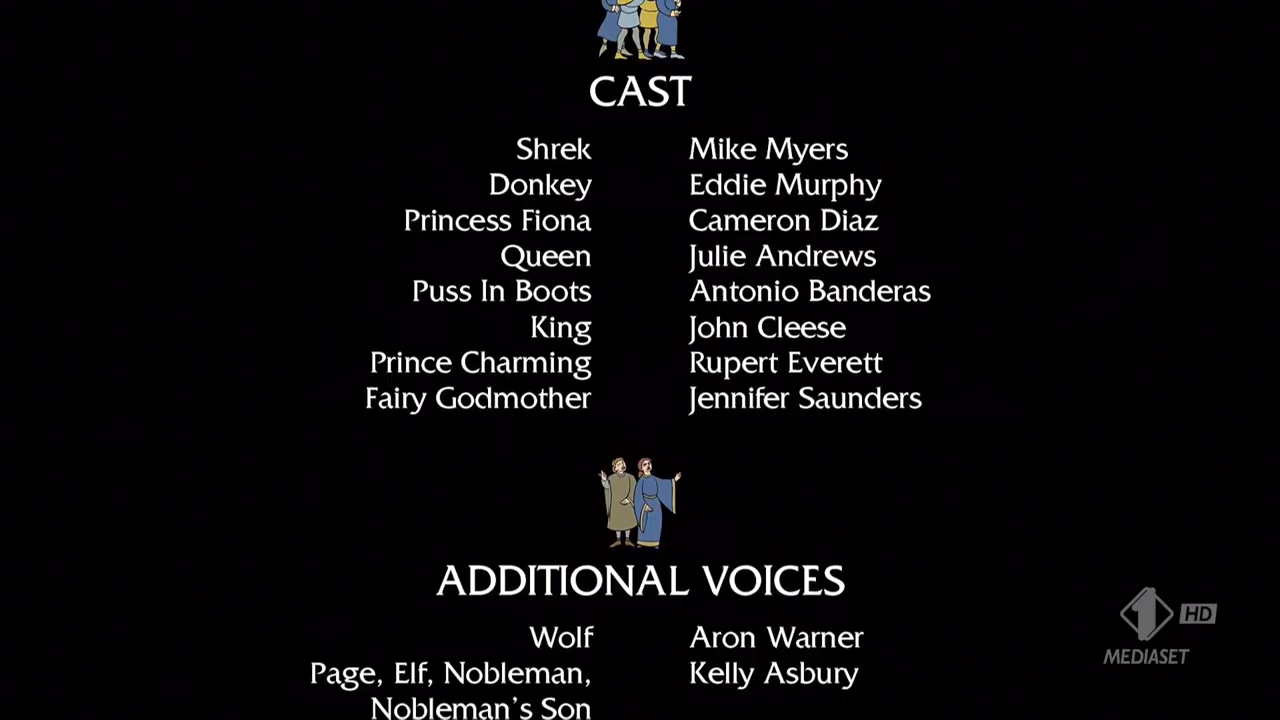 CAST
Shrek Mike Myers
Donkey Eddie Murphy
Princess Fiona Cameron Diaz
Queen Julie Andrews
Puss In Boots Antonio Banderas
King John Cleese
Prince Charming Rupert Everett
Fairy Godmother Jennifer Saunders
ADDITIONAL VOICES
Wolf Aron Warner
Page, Elf, Nobleman, Kelly Asbury
Nobleman's Son
1 HD
MEDIASET